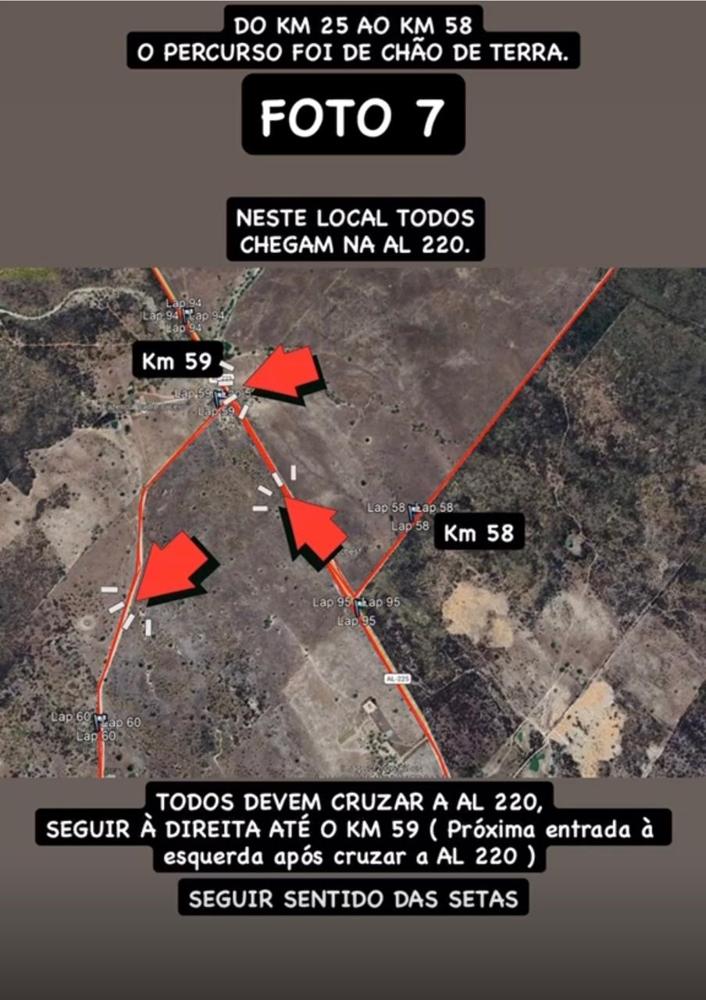 DO KM 25 AO KM 58
O PERCURSO FOI DE CHÃO DE TERRA.
FOTO 7
NESTE LOCAL TODOS
CHEGAM NA AL 220.
Lap 94
Lap 94 Lap 94
Lap 94
Km 59
Lap 59
Lap 59
Lap 58 Lap 58
Lap 58
Km 58
Lap 95 Lap 95
Lap 95
AL-225
Lap 60 Lap 60
Lap 60
TODOS DEVEM CRUZAR A AL 220,
SEGUIR À DIREITA ATÉ O KM 59 ( Próxima entrada à
esquerda após cruzar a AL 220 )
SEGUIR SENTIDO DAS SETAS